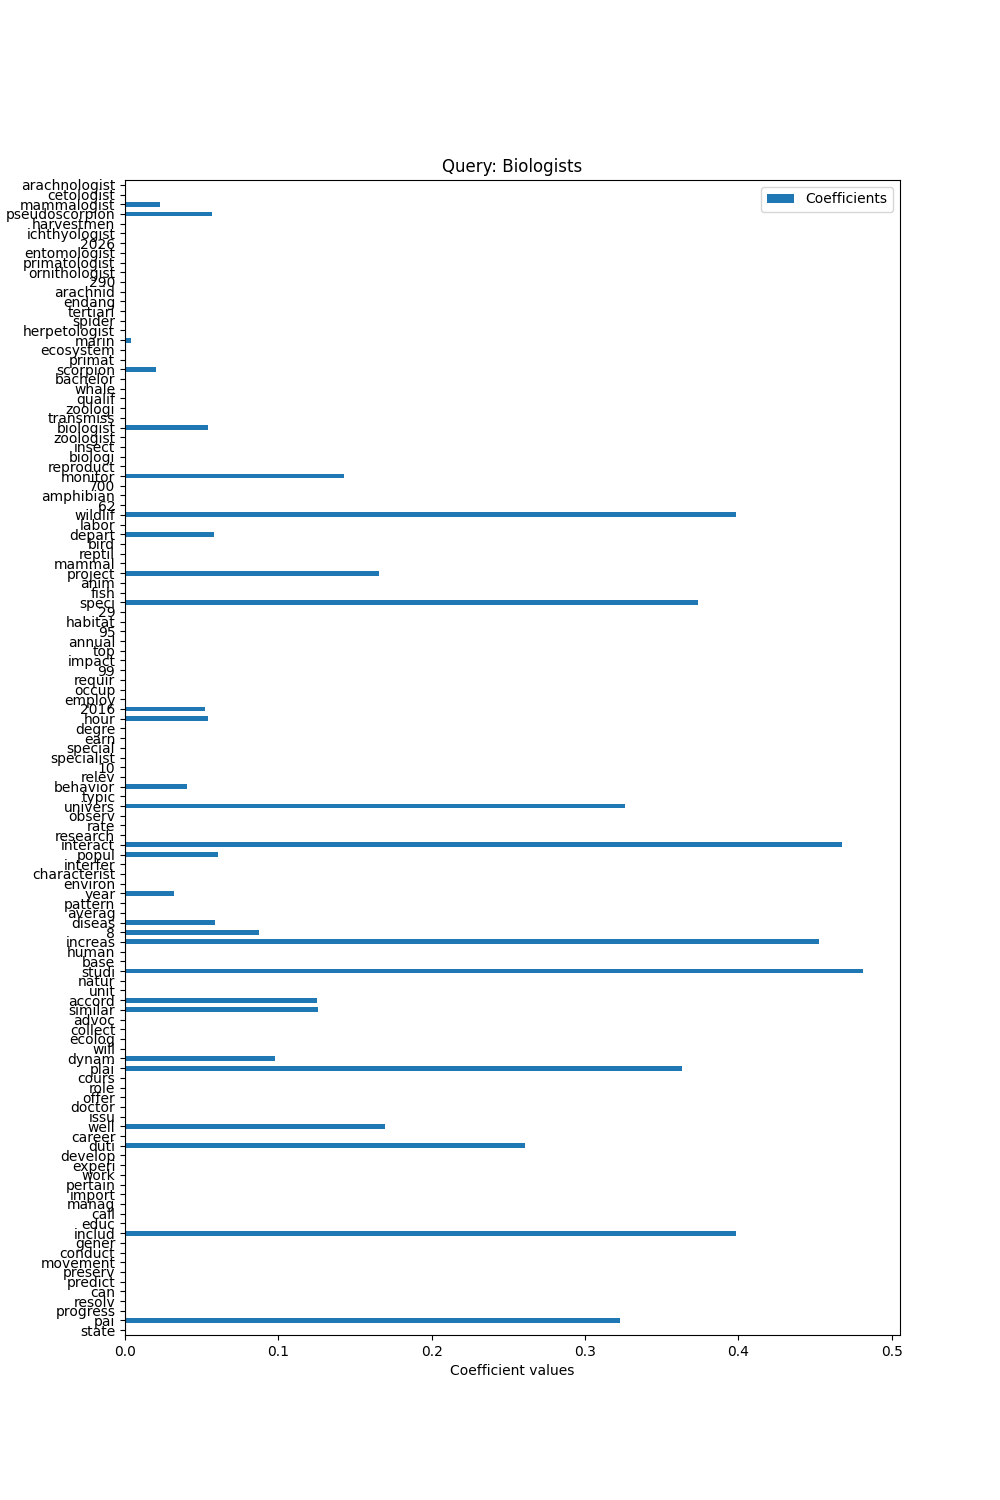 Query: Biologists
Coefficients
arachnologist
cetologist
mammalogist
pseudoscorpion
harvestmen
ichthyologist
2026
entomologist
primatologist
ornithologist
290
arachnid
endang
tertiari
spider
herpetologist
marin
ecosystem
primat
scorpion
bachelor
whale
qualif
zoologi
transmiss
biologist
zoologist
insect
biologi
reproduct
monitor
700
amphibian
62
wildlif
labor
depart
bird
reptil
mammal
project
anim
fish
speci
29
habitat
95
annual
top
impact
99
requir
occup
employ
2016
hour
degre
earn
special
specialist
10
relev
behavior
typic
univers
observ
rate
research
interact
popul
interfer
characterist
environ
year
pattern
averag
diseas
8
increas
human
base
studi
natur
unit
accord
similar
advoc
collect
ecolog
will
dynam
plai
cours
role
offer
doctor
issu
well
career
duti
develop
experi
work
pertain
import
manag
call
educ
includ
gener
conduct
movement
preserv
predict
can
resolv
progress
pai
state
0.0 0.1 0.2 0.3 0.4 0.5
Coefficient values